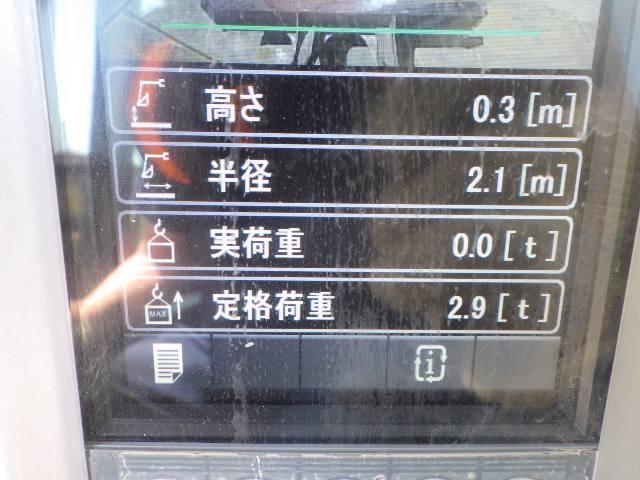 高さ 0.3 [m]
半径 2.1 [m]
実荷重 0.0 [t]
MAX 定格荷重 2.9 [t]
i